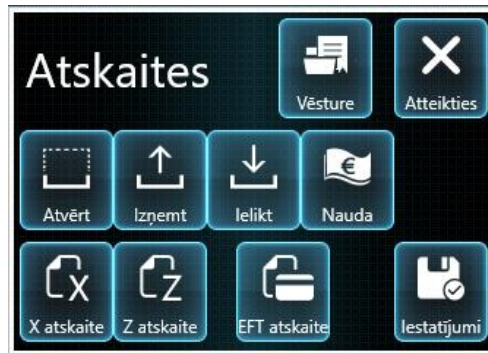 Atskaites
Vēsture
Atteikties
Atvērt
Izņemt
Ielikt
Nauda
X
Z
X atskaite
Z atskaite
EFT atskaite
Iestatījumi